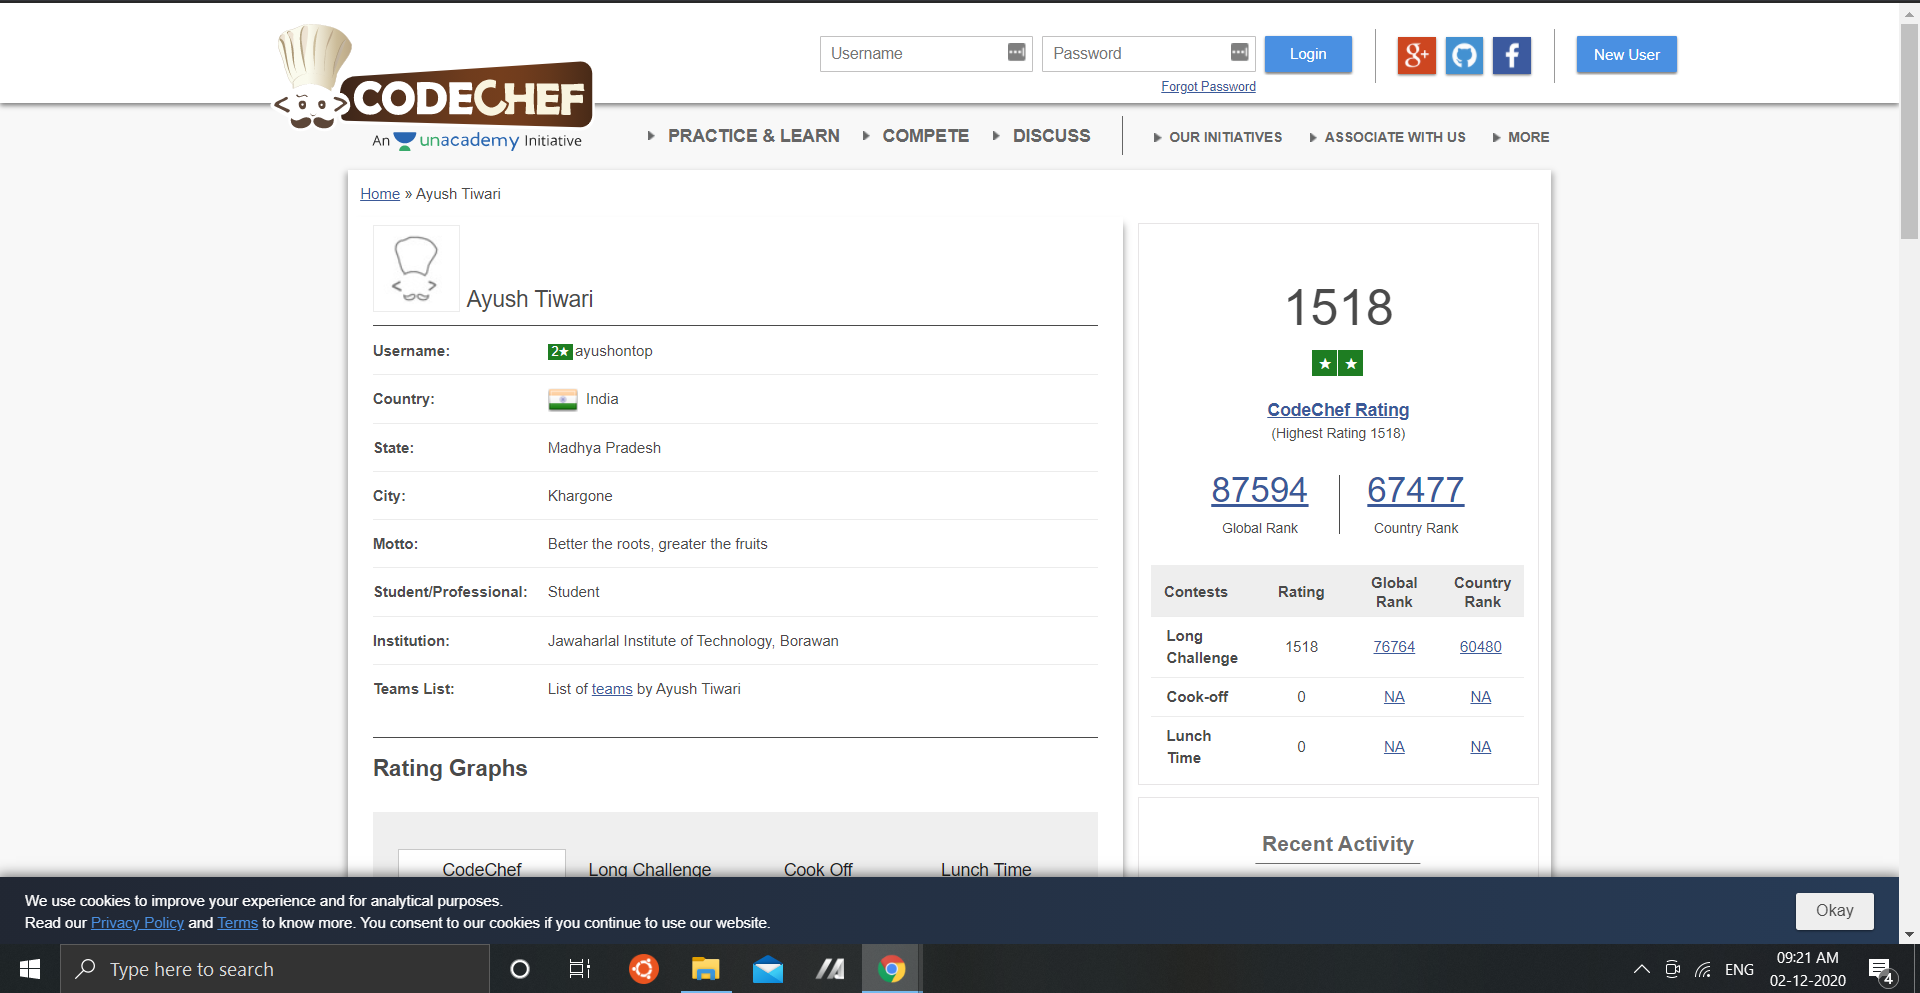 Username
Password
Login
New User
Forgot Password
CODECHEF
An unacademy Initiative
PRACTICE & LEARN
COMPETE
DISCUSS
OUR INITIATIVES
ASSOCIATE WITH US
MORE
Home » Ayush Tiwari
Ayush Tiwari
Username: 2★ ayushontop
Country: India
State: Madhya Pradesh
City: Khargone
Motto: Better the roots, greater the fruits
Student/Professional: Student
Institution: Jawaharlal Institute of Technology, Borawan
Teams List: List of teams by Ayush Tiwari
Rating Graphs
CodeChef
Long Challenge
Cook Off
Lunch Time
1518
★★
CodeChef Rating
(Highest Rating 1518)
87594
Global Rank
67477
Country Rank
Contests Rating Global Rank Country Rank
Long Challenge 1518 76764 60480
Cook-off 0 NA NA
Lunch Time 0 NA NA
Recent Activity
We use cookies to improve your experience and for analytical purposes.
Read our Privacy Policy and Terms to know more. You consent to our cookies if you continue to use our website.
Okay
Type here to search
ENG
09:21 AM
02-12-2020
4